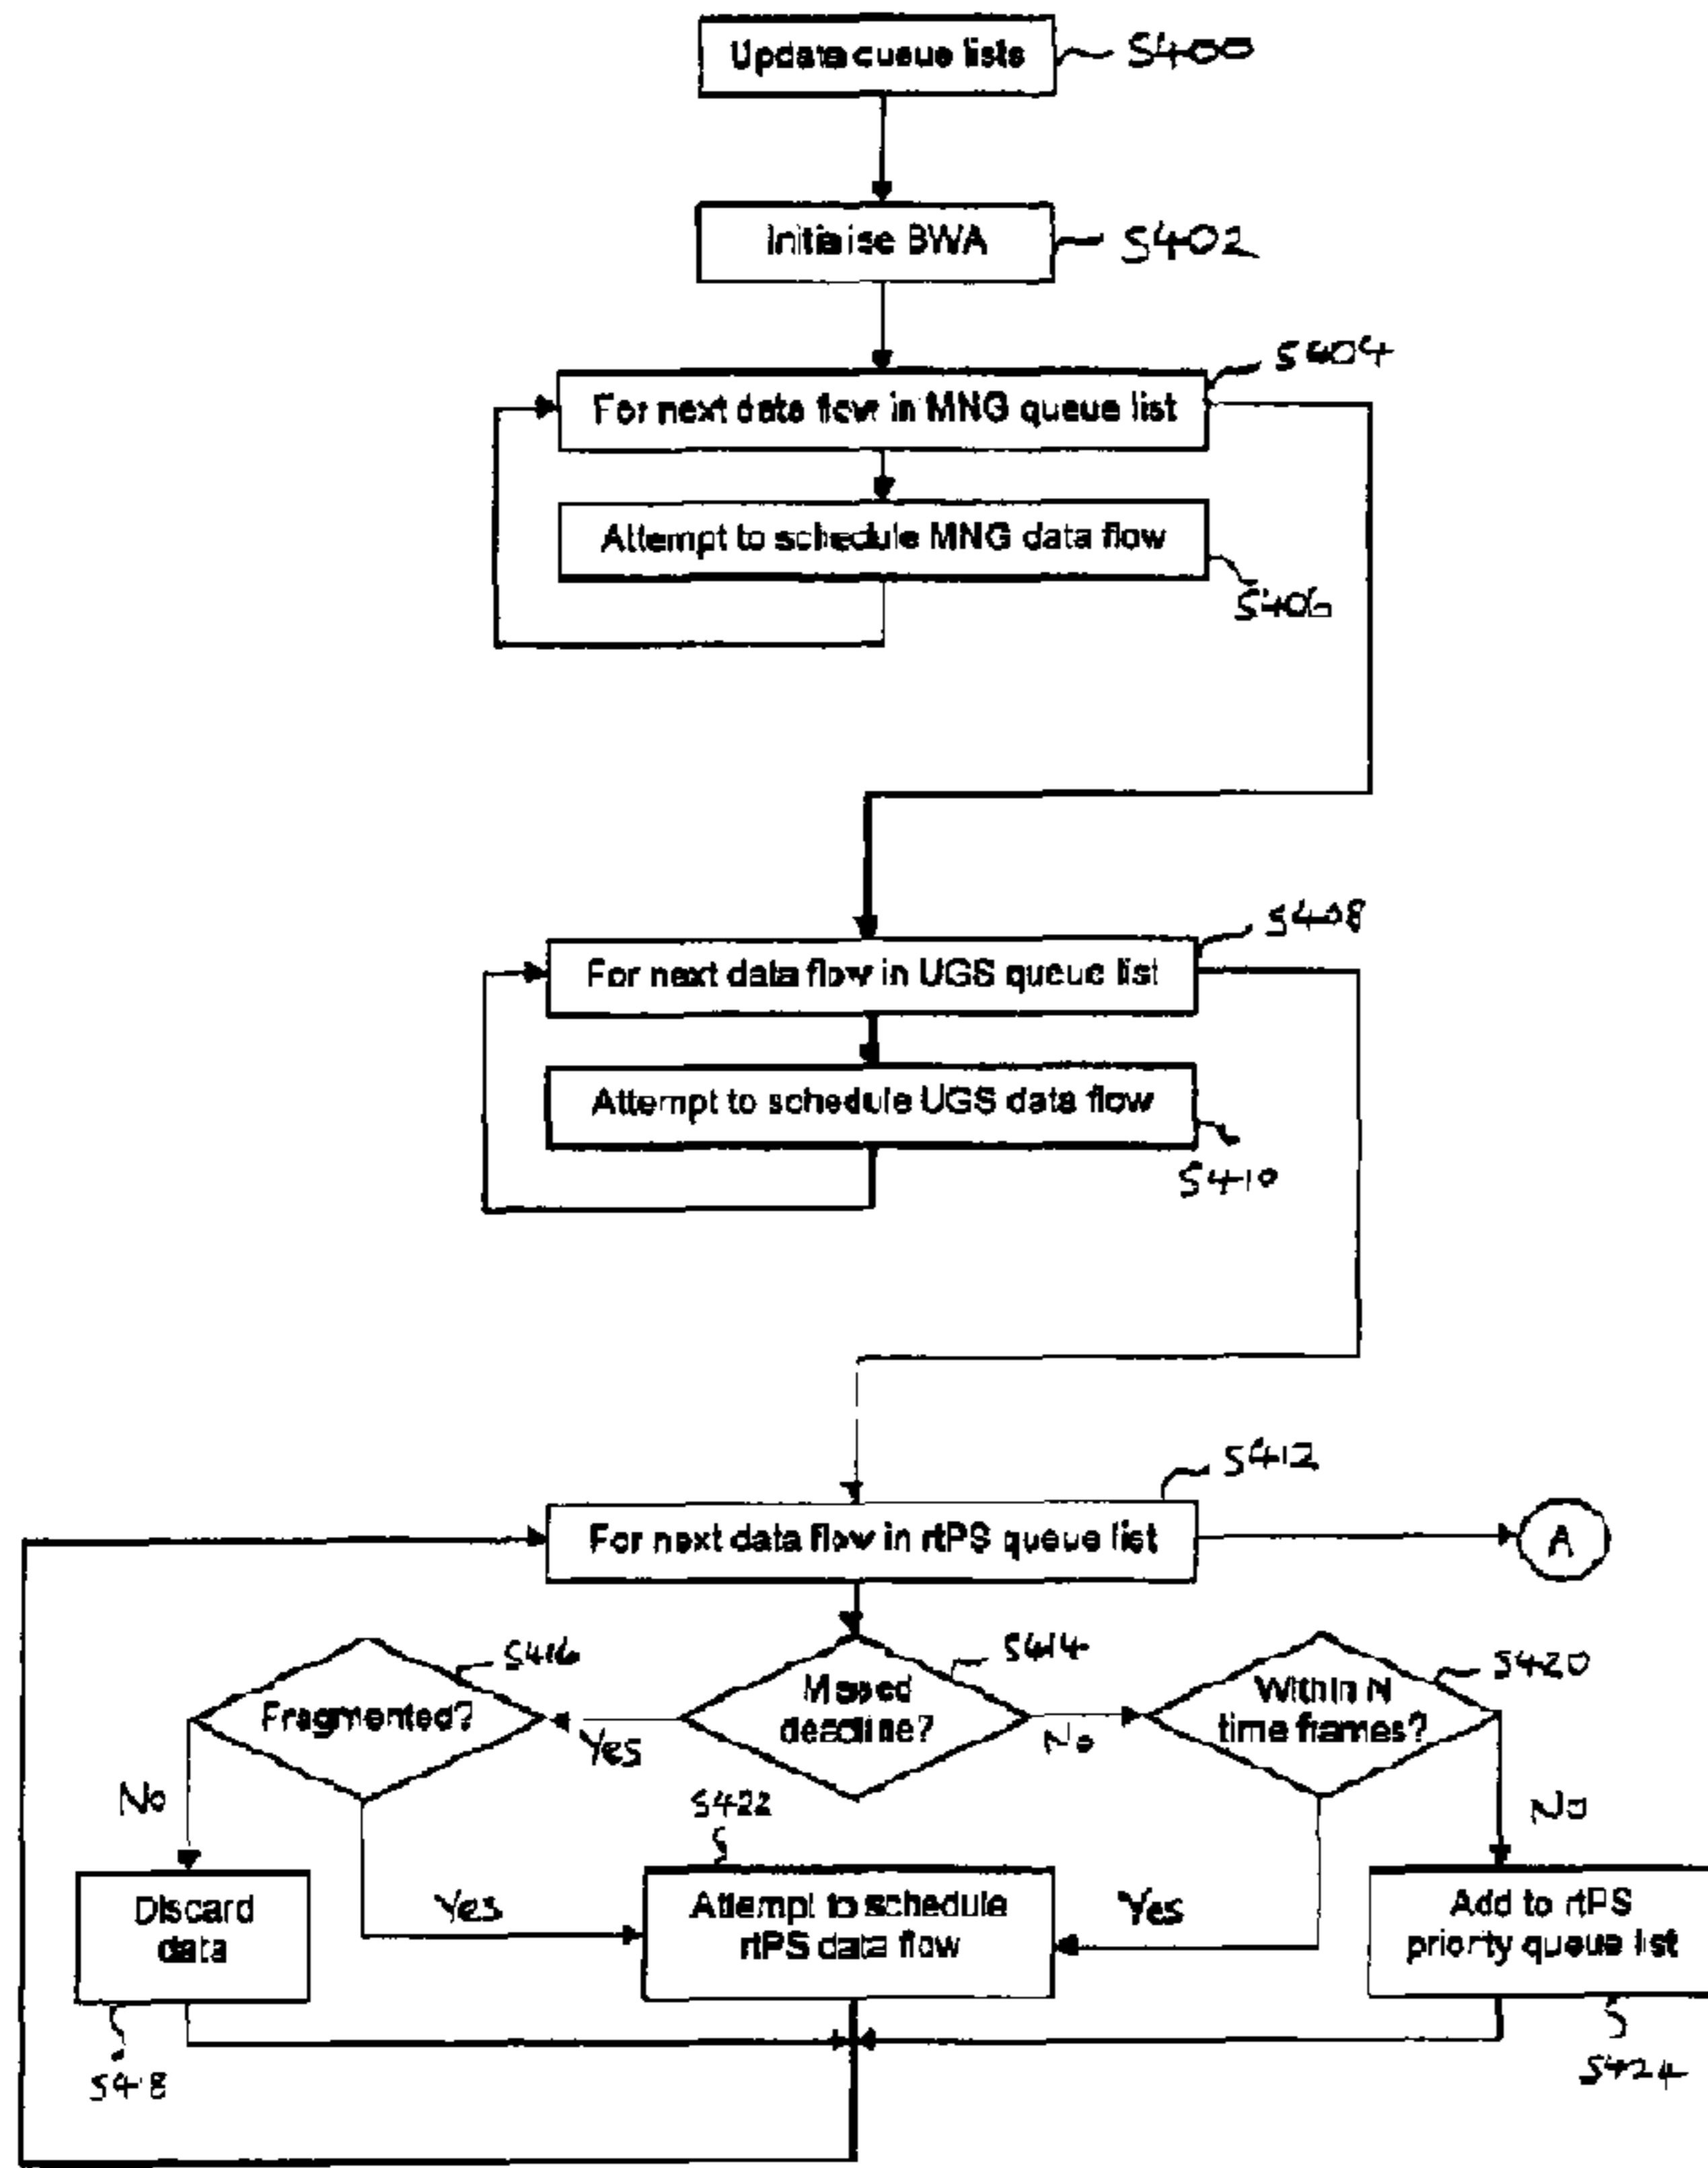 Update queue lists
S400
Initialise BWA
S402
S404
For next data flow in MNG queue list
Attempt to schedule MNG data flow
S406
S408
For next data flow in UGS queue list
Attempt to schedule UGS data flow
S410
S412
For next data flow in rtPS queue list
A
S416
S414
S420
Fragmented?
Missed
deadline?
Within N
time frames?
Yes
No
No
S422
No
Discard
data
Yes
Attempt to schedule
rtPS data flow
Yes
Add to rtPS
priority queue list
S418
S424